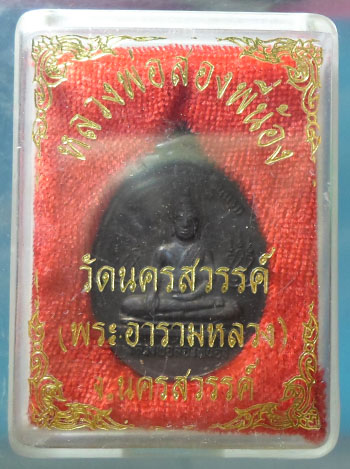 หลวงพ่อสองพี่น้อง
วัดนครสวรรค์
(พระอารามหลวง)
จ.นครสวรรค์